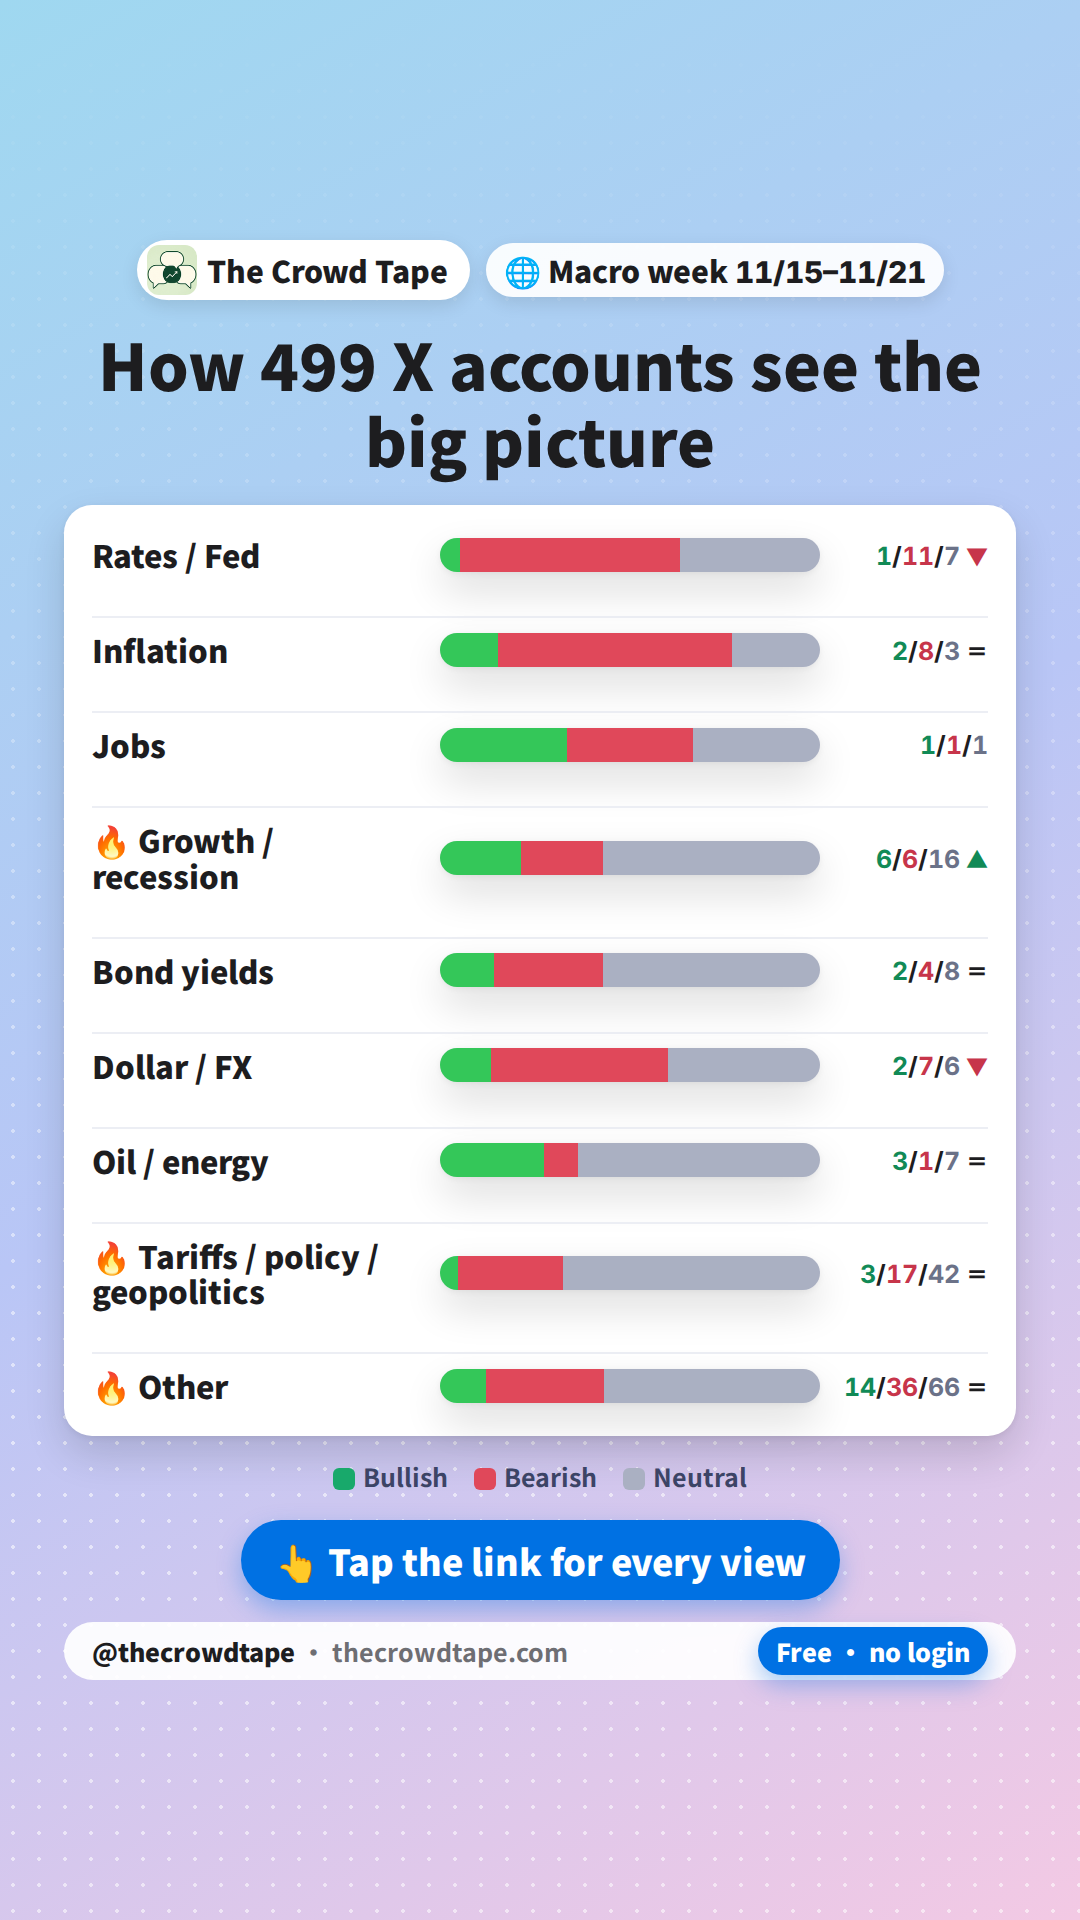 The Crowd Tape
🌐 Macro week 11/15–11/21
How 499 X accounts see the
big picture
Rates / Fed 1/11/7 ▼
Inflation 2/8/3 =
Jobs 1/1/1
🔥 Growth /
recession 6/6/16 ▲
Bond yields 2/4/8 =
Dollar / FX 2/7/6 ▼
Oil / energy 3/1/7 =
🔥 Tariffs / policy /
geopolitics 3/17/42 =
🔥 Other 14/36/66 =
Bullish Bearish Neutral
👆 Tap the link for every view
@thecrowdtape • thecrowdtape.com Free • no login